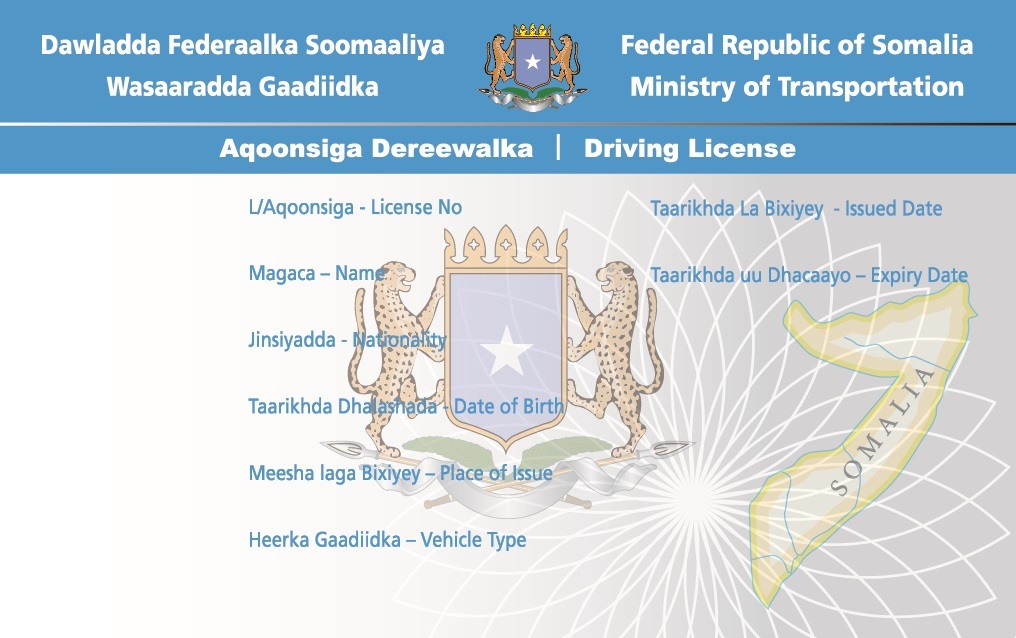 Dawladda Federaalka Soomaaliya
Wasaaradda Gaadiidka
Federal Republic of Somalia
Ministry of Transportation
Aqoonsiga Dereewalka | Driving License
L/Aqoonsiga - License No
Magaca – Name
Jinsiyadda - Nationality
Taarikhda Dhalashada - Date of Birth
Meesha laga Bixiyey – Place of Issue
Heerka Gaadiidka – Vehicle Type
Taarikhda La Bixiyey - Issued Date
Taarikhda uu Dhacaayo – Expiry Date
SOMALIA